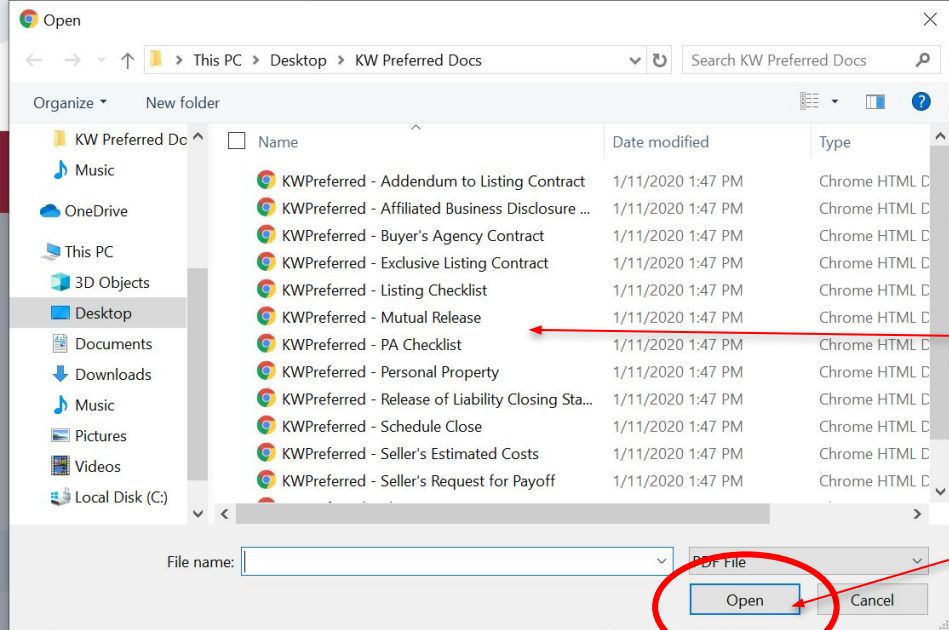 Open
This PC > Desktop > KW Preferred Docs
Search KW Preferred Docs
Organize
New folder
KW Preferred Do
Music
OneDrive
This PC
3D Objects
Desktop
Documents
Downloads
Music
Pictures
Videos
Local Disk (C:)
Name Date modified Type
KWPreferred - Addendum to Listing Contract 1/11/2020 1:47 PM Chrome HTML D
KWPreferred - Affiliated Business Disclosure ... 1/11/2020 1:47 PM Chrome HTML D
KWPreferred - Buyer's Agency Contract 1/11/2020 1:47 PM Chrome HTML D
KWPreferred - Exclusive Listing Contract 1/11/2020 1:47 PM Chrome HTML D
KWPreferred - Listing Checklist 1/11/2020 1:47 PM Chrome HTML D
KWPreferred - Mutual Release 1/11/2020 1:47 PM Chrome HTML D
KWPreferred - PA Checklist 1/11/2020 1:47 PM Chrome HTML D
KWPreferred - Personal Property 1/11/2020 1:47 PM Chrome HTML D
KWPreferred - Release of Liability Closing Sta... 1/11/2020 1:47 PM Chrome HTML D
KWPreferred - Schedule Close 1/11/2020 1:47 PM Chrome HTML D
KWPreferred - Seller's Estimated Costs 1/11/2020 1:47 PM Chrome HTML D
KWPreferred - Seller's Request for Payoff 1/11/2020 1:47 PM Chrome HTML D
File name:
PDF File
Open
Cancel